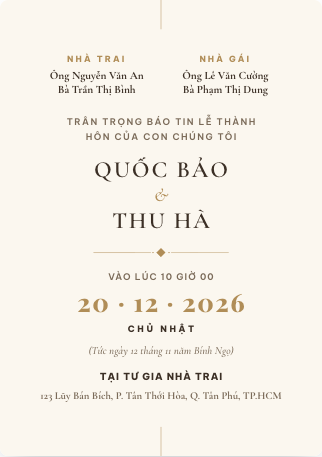 NHÀ TRAI
Ông Nguyễn Văn An
Bà Trần Thị Bình
NHÀ GÁI
Ông Lê Văn Cường
Bà Phạm Thị Dung
TRÂN TRỌNG BÁO TIN LỄ THÀNH
HÔN CỦA CON CHÚNG TÔI
QUỐC BẢO
&
THU HÀ
VÀO LÚC 10 GIỜ 00
20 · 12 · 2026
CHỦ NHẬT
(Tức ngày 12 tháng 11 năm Bính Ngọ)
TẠI TƯ GIA NHÀ TRAI
123 Lũy Bán Bích, P. Tân Thới Hòa, Q. Tân Phú, TP.HCM